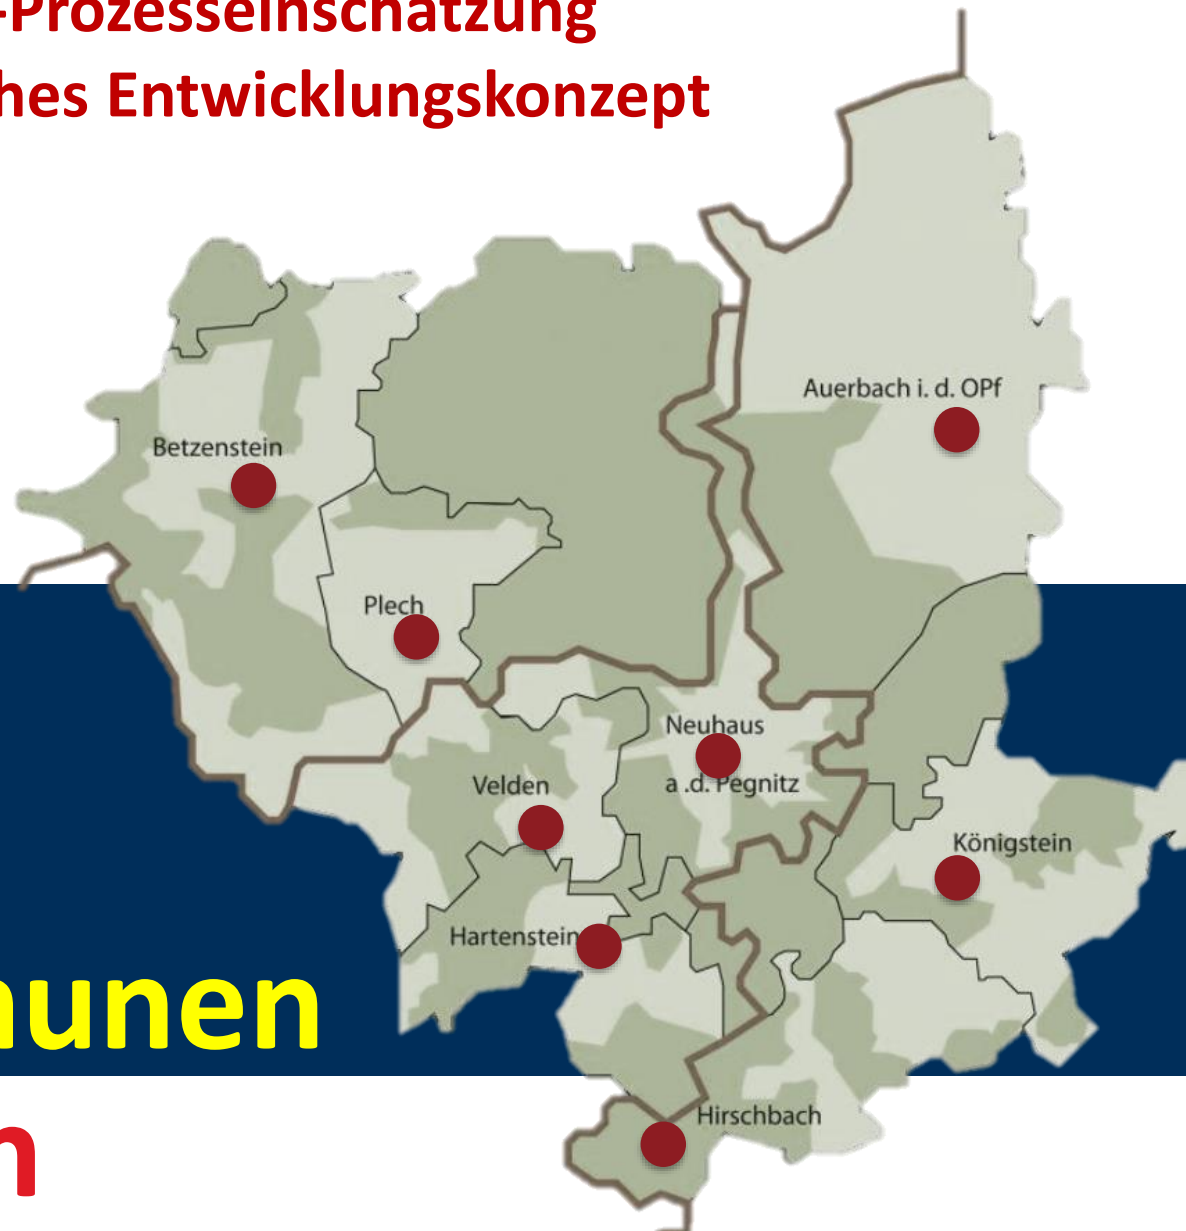 -Prozesseinschätzung
hes Entwicklungskonzept
Auerbach i. d. OPf
Betzenstein
Plech
Neuhaus
a .d. Pegnitz
Velden
Königstein
Hartenstein
unen
Hirschbach
n